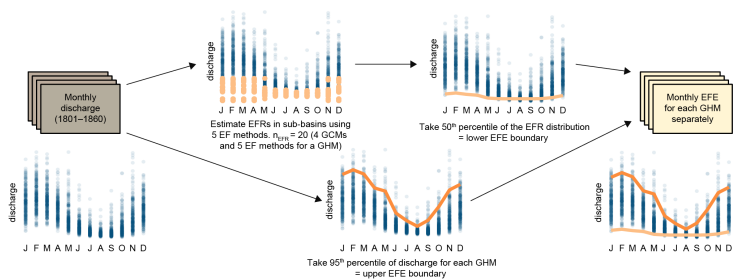 discharge
J F M A M J J A S O N D
Estimate EFRs in sub-basins using
5 EF methods. nEFR = 20 (4 GCMs
and 5 EF methods for a GHM)
discharge
J F M A M J J A S O N D
Take 50th percentile of the EFR distribution
= lower EFE boundary
Monthly
discharge
(1801–1860)
Monthly EFE
for each GHM
separately
discharge
J F M A M J J A S O N D
discharge
J F M A M J J A S O N D
Take 95th percentile of discharge for each GHM
= upper EFE boundary
discharge
J F M A M J J A S O N D